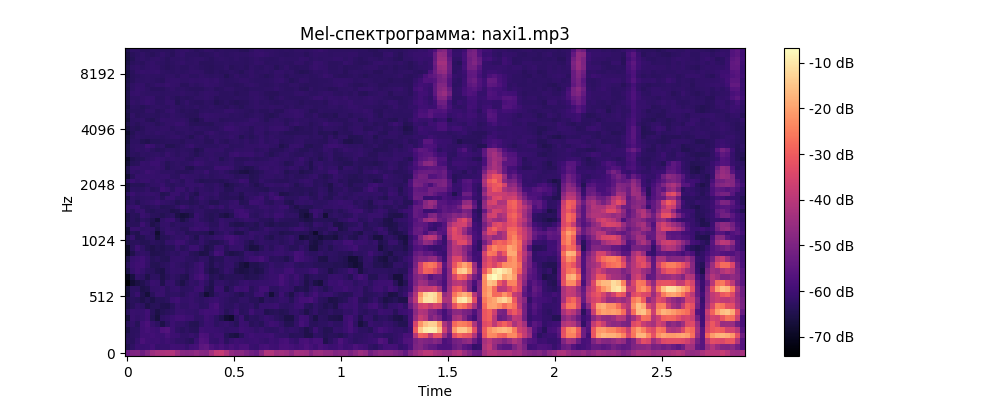 Mel-спектрограмма: naxi1.mp3
Hz
8192
4096
2048
1024
512
0
0 0.5 1 1.5 2 2.5
Time
-10 dB
-20 dB
-30 dB
-40 dB
-50 dB
-60 dB
-70 dB